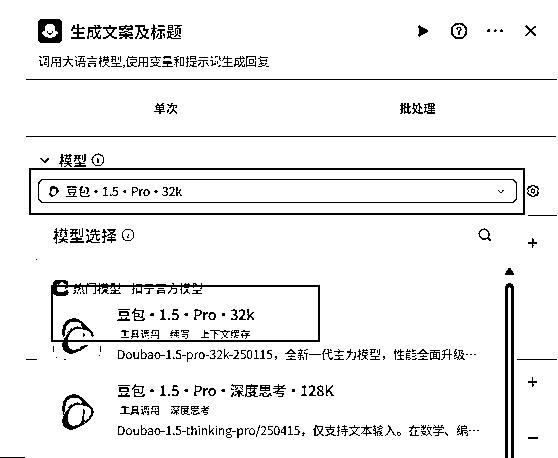 生成文案及标题
调用大语言模型,使用变量和提示词生成回复
单次 批处理
模型
豆包・1.5・Pro・32k
模型选择
热门模型 扣子官方模型
豆包・1.5・Pro・32k
工具调用 续写 上下文缓存
Doubao-1.5-pro-32k-250115，全新一代主力模型，性能全面升级…
豆包・1.5・Pro・深度思考・128K
工具调用 深度思考
Doubao-1.5-thinking-pro/250415，仅支持文本输入。在数学、编…